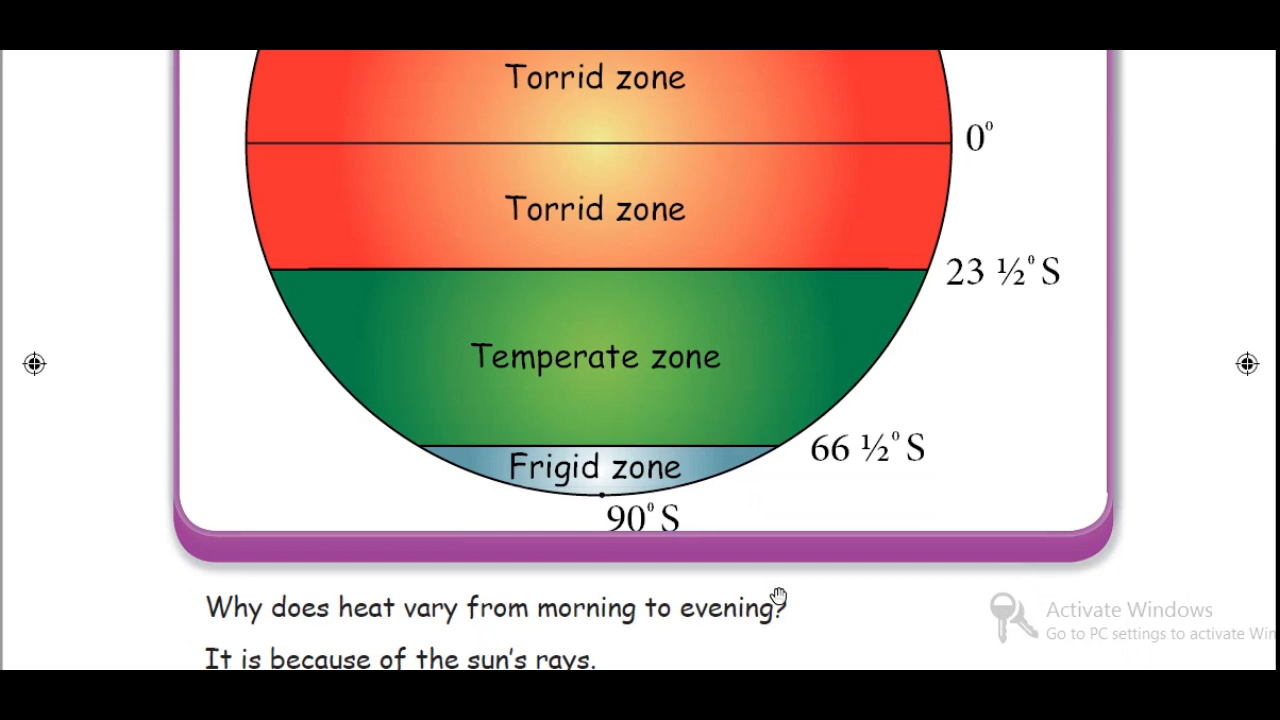 Torrid zone
0°
Torrid zone
23 ½° S
Temperate zone
66 ½° S
Frigid zone
90° S
Why does heat vary from morning to evening?
It is because of the sun's rays.
Activate Windows
Go to PC settings to activate Win